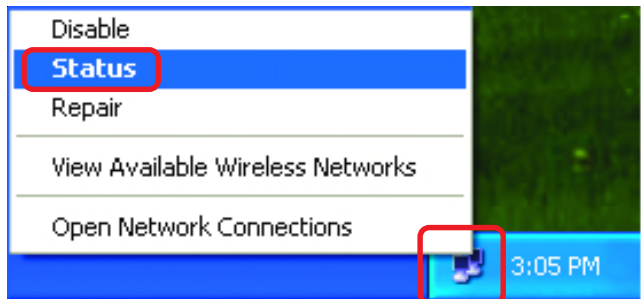 Disable
Status
Repair
View Available Wireless Networks
Open Network Connections
3:05 PM